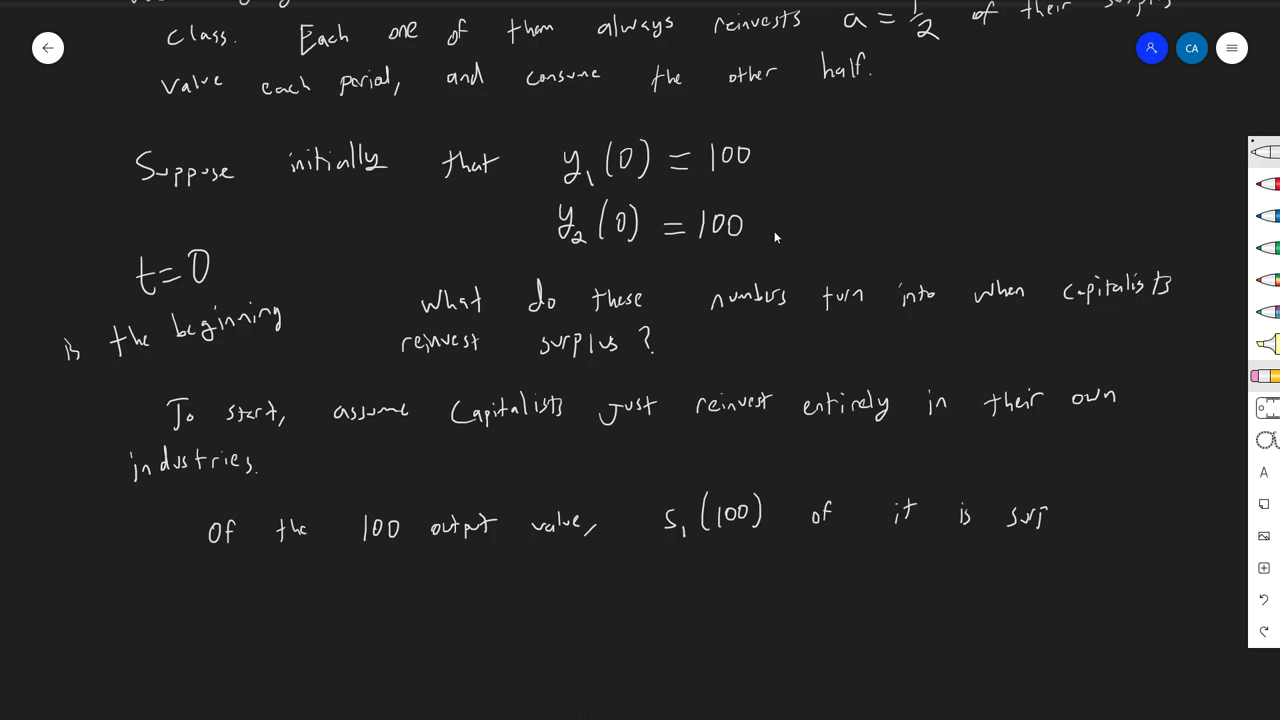 class. Each one of them always reinvests a = 1/2 of their surplus
value each period, and consume the other half.
Suppose initially that y₁(0) = 100
y₂(0) = 100
t=0
is the beginning
What do these numbers turn into when capitalists
reinvest surplus?
To start, assume capitalists just reinvest entirely in their own
industries.
Of the 100 output value, s₁(100) of it is surp
CA
A